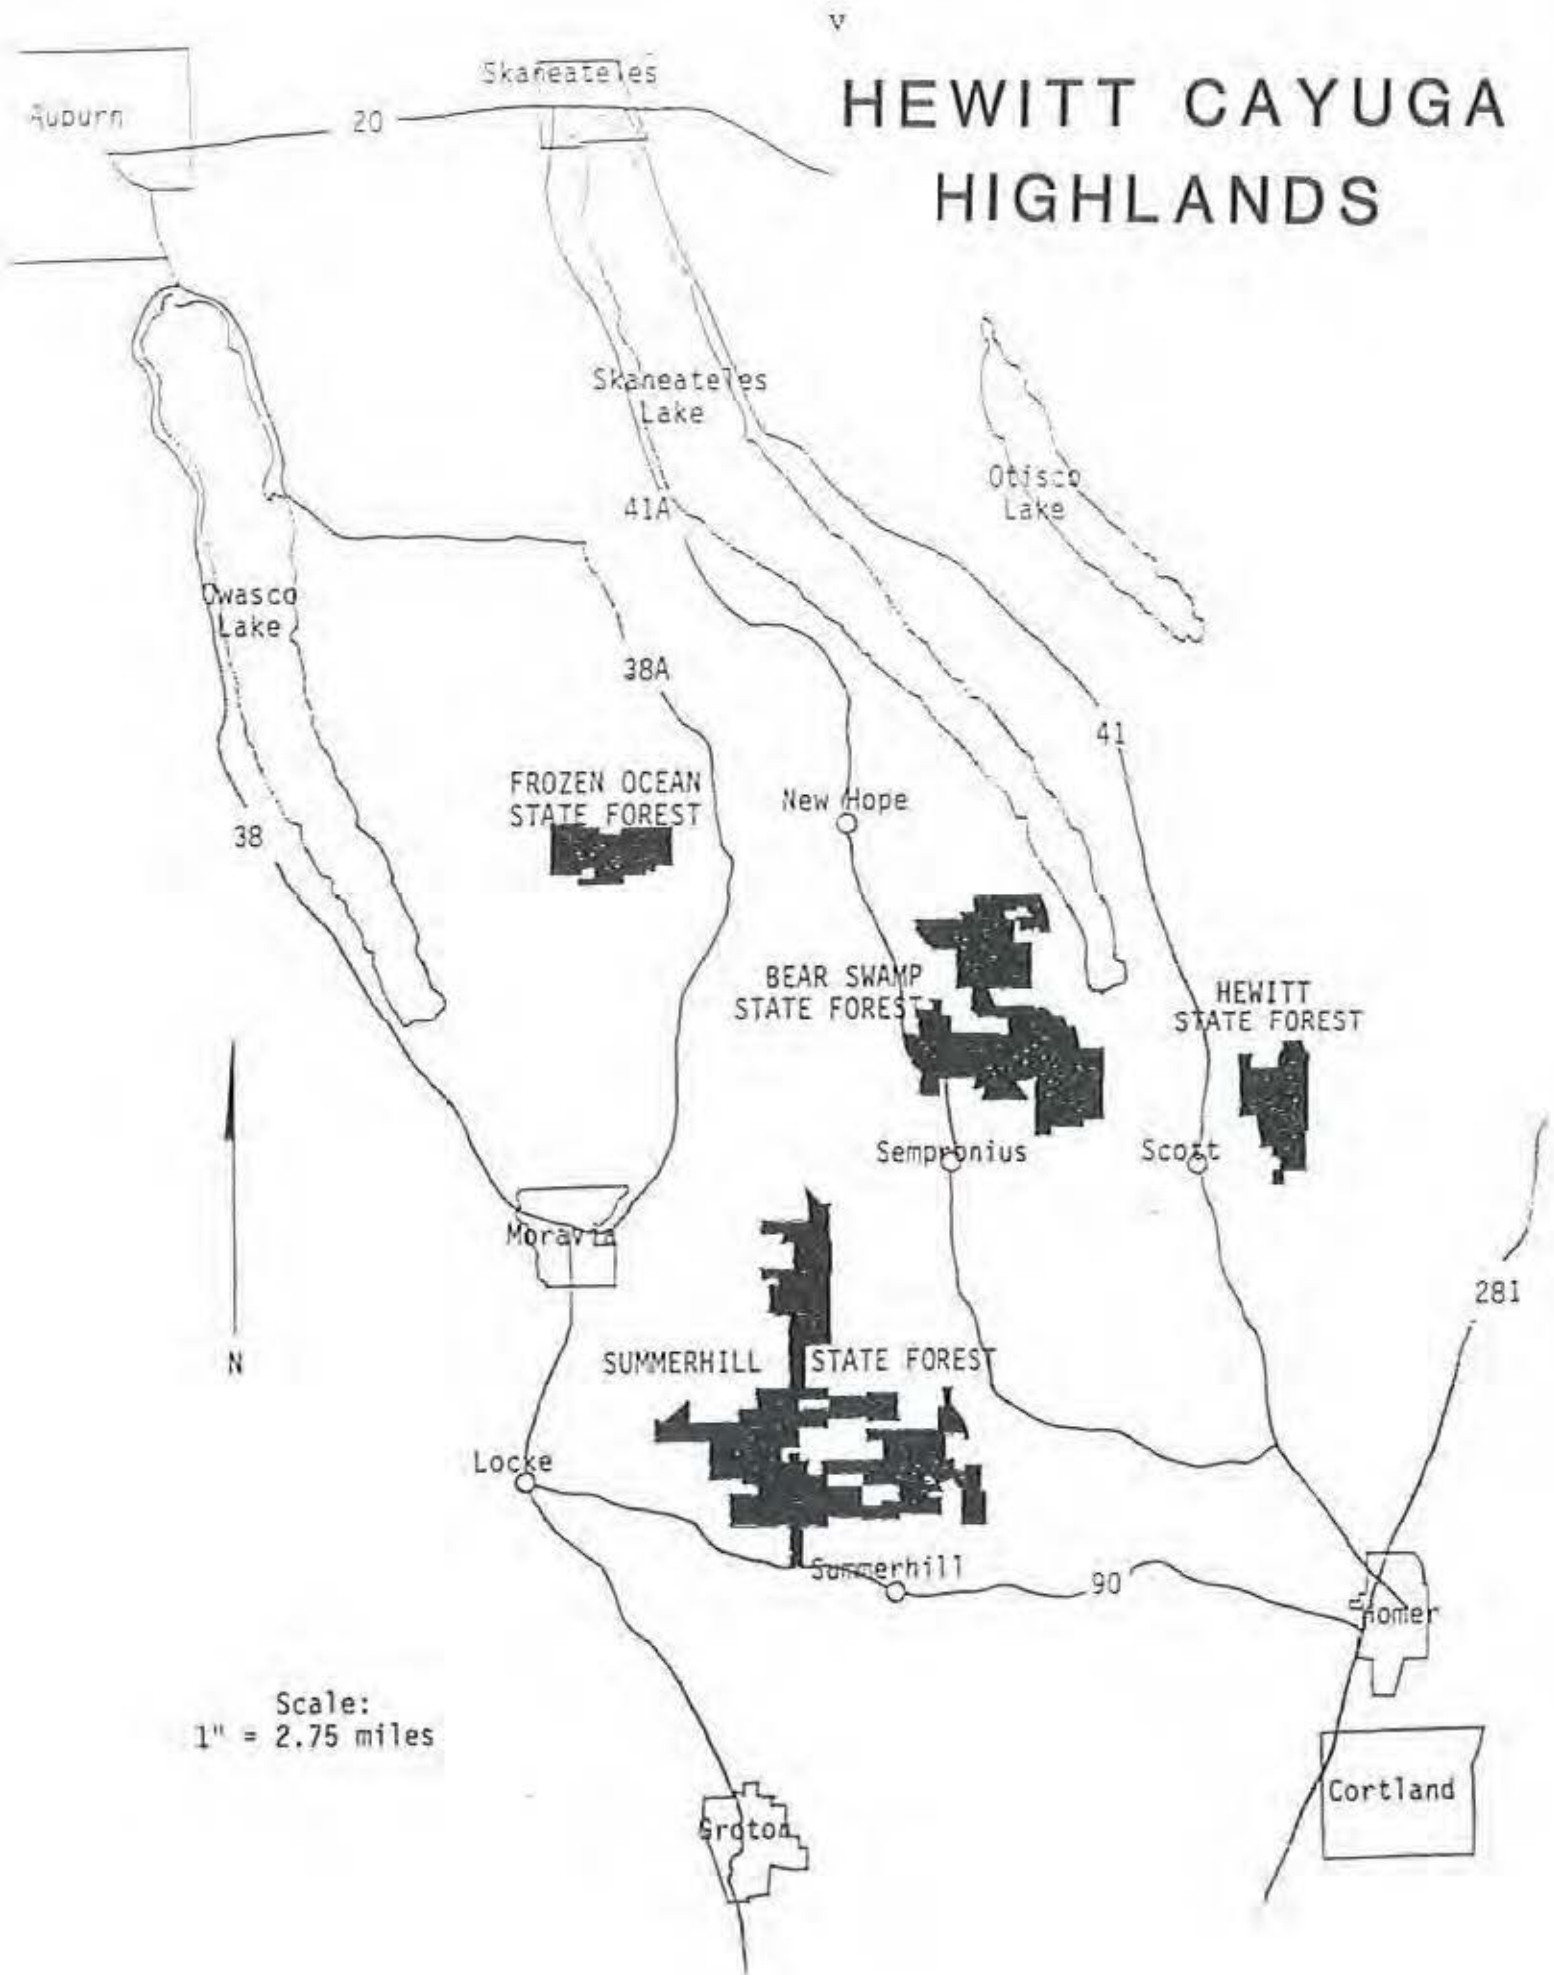 v
HEWITT CAYUGA
HIGHLANDS
Skaneateles
Auburn
20
Skaneateles
Lake
Otisco
Lake
41A
Owasco
Lake
38A
41
FROZEN OCEAN
STATE FOREST
New Hope
38
BEAR SWAMP
STATE FOREST
HEWITT
STATE FOREST
Sempronius
Scott
Moravia
281
N
SUMMERHILL STATE FOREST
Locke
Summerhill
90
Homer
Scale:
1" = 2.75 miles
Cortland
Groton